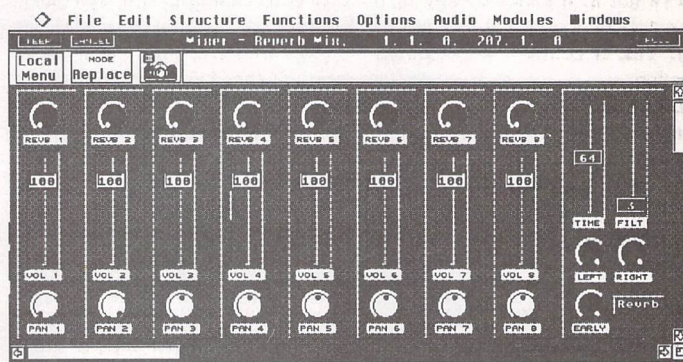 File Edit Structure Functions Options Audio Modules Windows
KEEP CANCEL Mixer - Reverb Mix, 1. 1. 0. 207. 1. 0
Local Menu
MODE Replace
REVB 1 REVB 2 REVB 3 REVB 4 REVB 5 REVB 6 REVB 7 REVB 8
100 100 100 100 100 100 100 100
64
3
TIME FILT
VOL 1 VOL 2 VOL 3 VOL 4 VOL 5 VOL 6 VOL 7 VOL 8
LEFT RIGHT
Revrb
PAN 1 PAN 2 PAN 3 PAN 4 PAN 5 PAN 6 PAN 7 PAN 8
EARLY